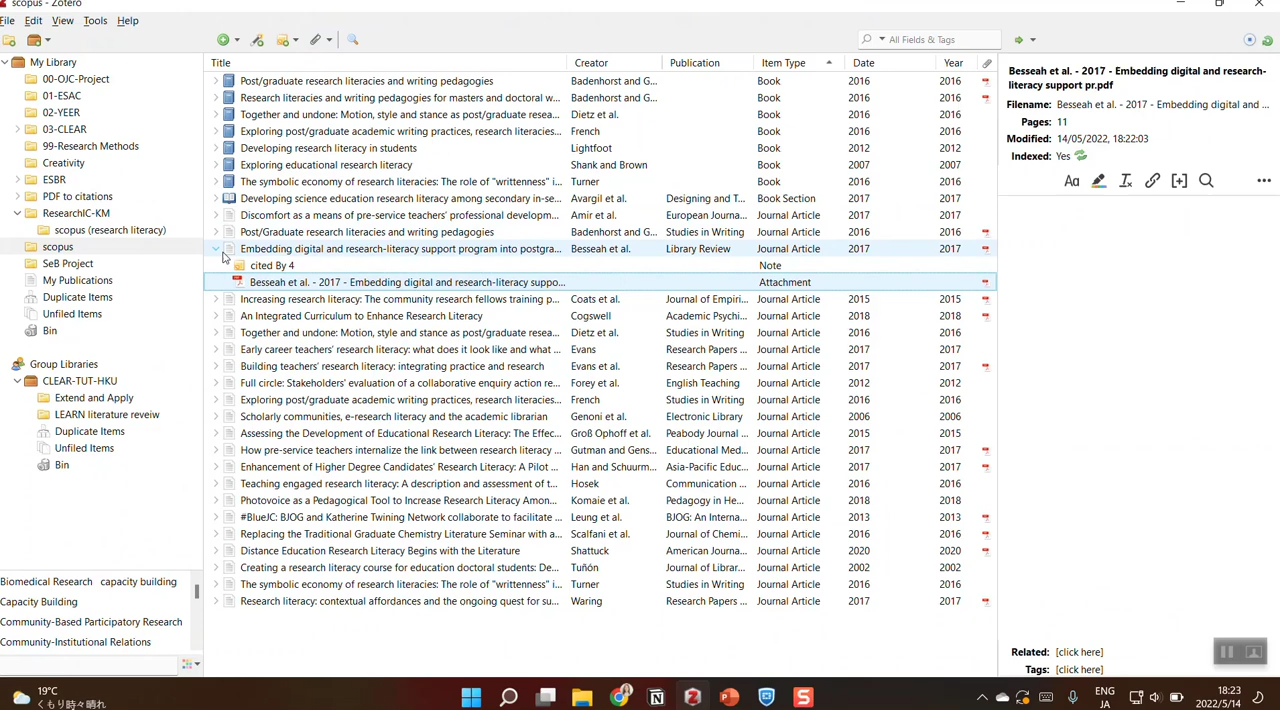 scopus - Zotero
File Edit View Tools Help
All Fields & Tags
My Library
00-OJC-Project
01-ESAC
02-YEER
03-CLEAR
99-Research Methods
Creativity
ESBR
PDF to citations
ResearchIC-KM
scopus (research literacy)
scopus
SeB Project
My Publications
Duplicate Items
Unfiled Items
Bin
Group Libraries
CLEAR-TUT-HKU
Extend and Apply
LEARN literature reveiw
Duplicate Items
Unfiled Items
Bin
Biomedical Research capacity building
Capacity Building
Community-Based Participatory Research
Community-Institutional Relations
Title Creator Publication Item Type Date Year
Post/graduate research literacies and writing pedagogies Badenhorst and G... Book 2016 2016
Research literacies and writing pedagogies for masters and doctoral w... Badenhorst and G... Book 2016 2016
Together and undone: Motion, style and stance as post/graduate resea... Dietz et al. Book 2016 2016
Exploring post/graduate academic writing practices, research literacies... French Book 2016 2016
Developing research literacy in students Lightfoot Book 2012 2012
Exploring educational research literacy Shank and Brown Book 2007 2007
The symbolic economy of research literacies: The role of "writtenness" i... Turner Book 2016 2016
Developing science education research literacy among secondary in-se... Avargil et al. Designing and T... Book Section 2017 2017
Discomfort as a means of pre-service teachers' professional developm... Amir et al. European Journa... Journal Article 2017 2017
Post/Graduate research literacies and writing pedagogies Badenhorst and G... Studies in Writing Journal Article 2016 2016
Embedding digital and research-literacy support program into postgra... Besseah et al. Library Review Journal Article 2017 2017
cited By 4 Note
Besseah et al. - 2017 - Embedding digital and research-literacy suppo... Attachment
Increasing research literacy: The community research fellows training p... Coats et al. Journal of Empiri... Journal Article 2015 2015
An Integrated Curriculum to Enhance Research Literacy Cogswell Academic Psychi... Journal Article 2018 2018
Together and undone: Motion, style and stance as post/graduate resea... Dietz et al. Studies in Writing Journal Article 2016 2016
Early career teachers' research literacy: what does it look like and what ... Evans Research Papers ... Journal Article 2017 2017
Building teachers' research literacy: integrating practice and research Evans et al. Research Papers ... Journal Article 2017 2017
Full circle: Stakeholders' evaluation of a collaborative enquiry action re... Forey et al. English Teaching Journal Article 2012 2012
Exploring post/graduate academic writing practices, research literacies... French Studies in Writing Journal Article 2016 2016
Scholarly communities, e-research literacy and the academic librarian Genoni et al. Electronic Library Journal Article 2006 2006
Assessing the Development of Educational Research Literacy: The Effec... Groß Ophoff et al. Peabody Journal ... Journal Article 2015 2015
How pre-service teachers internalize the link between research literacy ... Gutman and Gens... Educational Med... Journal Article 2017 2017
Enhancement of Higher Degree Candidates' Research Literacy: A Pilot ... Han and Schuurm... Asia-Pacific Educ... Journal Article 2017 2017
Teaching engaged research literacy: A description and assessment of t... Hosek Communication ... Journal Article 2016 2016
Photovoice as a Pedagogical Tool to Increase Research Literacy Amon... Komaie et al. Pedagogy in He... Journal Article 2018 2018
#BlueJC: BJOG and Katherine Twining Network collaborate to facilitate ... Leung et al. BJOG: An Interna... Journal Article 2013 2013
Replacing the Traditional Graduate Chemistry Literature Seminar with a... Scalfani et al. Journal of Chemi... Journal Article 2016 2016
Distance Education Research Literacy Begins with the Literature Shattuck American Journa... Journal Article 2020 2020
Creating a research literacy course for education doctoral students: De... Tuñón Journal of Librar... Journal Article 2002 2002
The symbolic economy of research literacies: The role of "writtenness" i... Turner Studies in Writing Journal Article 2016 2016
Research literacy: contextual affordances and the ongoing quest for su... Waring Research Papers ... Journal Article 2017 2017
Besseah et al. - 2017 - Embedding digital and research-
literacy support pr.pdf
Filename: Besseah et al. - 2017 - Embedding digital and ...
Pages: 11
Modified: 14/05/2022, 18:22:03
Indexed: Yes
Related: [click here]
Tags: [click here]
19°C
くもり時々晴れ
ENG
JA
18:23
2022/5/14